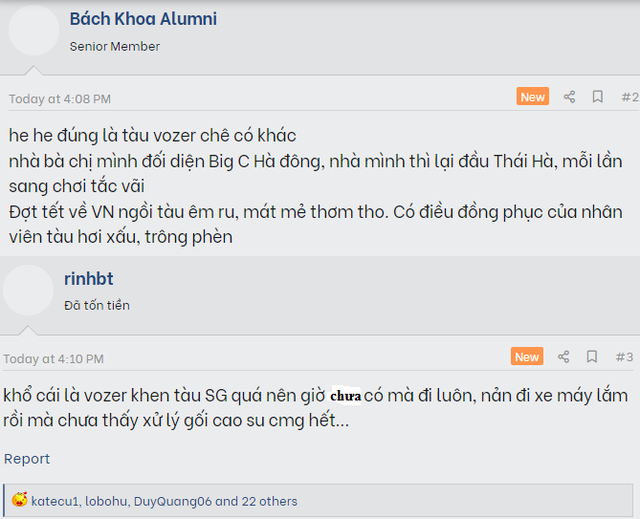 Bách Khoa Alumni
Senior Member
Today at 4:08 PM
New
#2
he he đúng là tàu vozer chê có khác
nhà bà chị mình đối diện Big C Hà đông, nhà mình thì lại đầu Thái Hà, mỗi lần
sang chơi tắc vãi
Đợt tết về VN ngồi tàu êm ru, mát mẻ thơm tho. Có điều đồng phục của nhân
viên tàu hơi xấu, trông phèn
rinhbt
Đã tốn tiền
Today at 4:10 PM
New
#3
khổ cái là vozer khen tàu SG quá nên giờ chưa có mà đi luôn, nản đi xe máy lắm
rồi mà chưa thấy xử lý gối cao su cmg hết...
Report
katecu1, lobohu, DuyQuang06 and 22 others